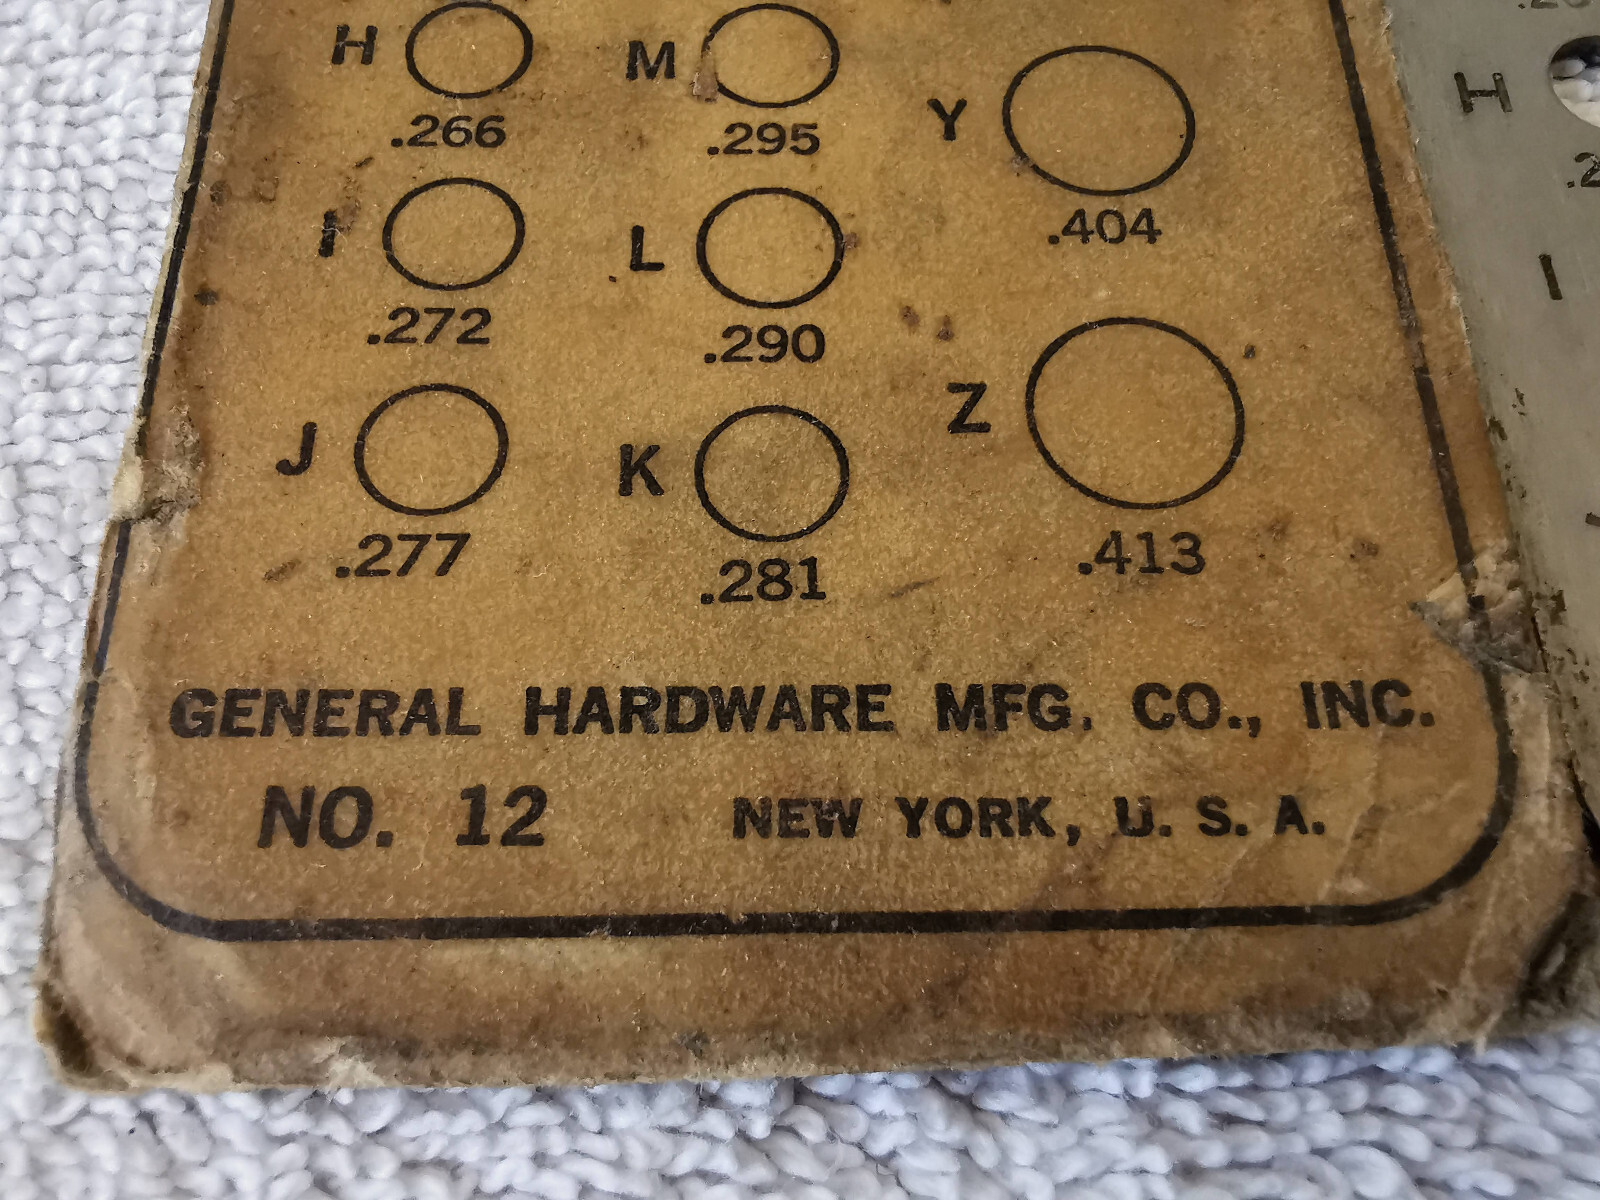 H M
Y
.266 .295
.404
I L
.272 .290
J K Z
.277 .281 .413
GENERAL HARDWARE MFG. CO., INC.
NO. 12 NEW YORK, U. S. A.
H
I